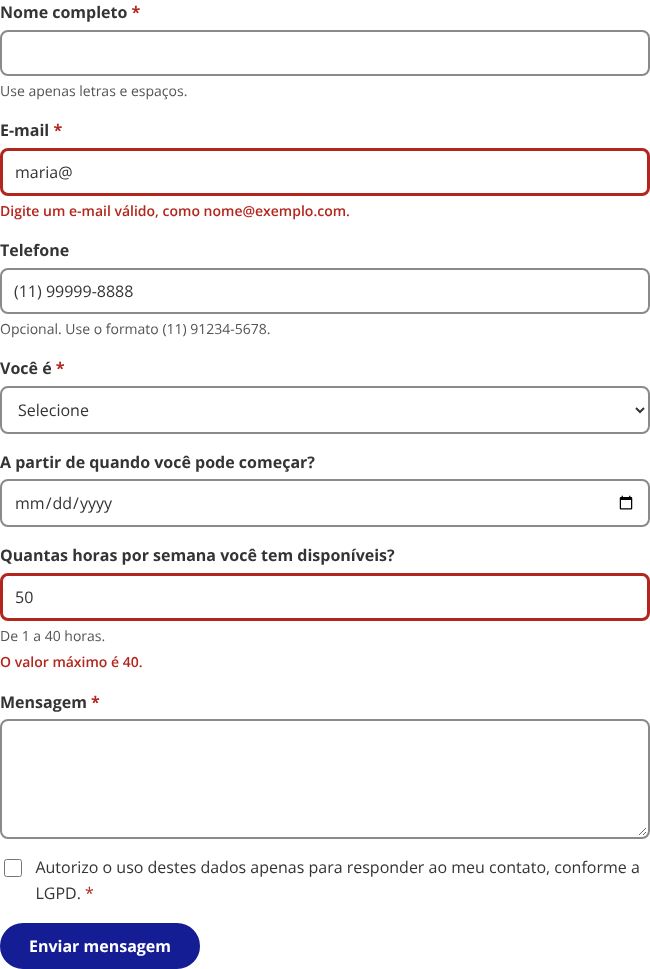 Nome completo *
Use apenas letras e espaços.
E-mail *
maria@
Digite um e-mail válido, como nome@exemplo.com.
Telefone
(11) 99999-8888
Opcional. Use o formato (11) 91234-5678.
Você é *
Selecione
A partir de quando você pode começar?
mm/dd/yyyy
Quantas horas por semana você tem disponíveis?
50
De 1 a 40 horas.
O valor máximo é 40.
Mensagem *
Autorizo o uso destes dados apenas para responder ao meu contato, conforme a
LGPD. *
Enviar mensagem